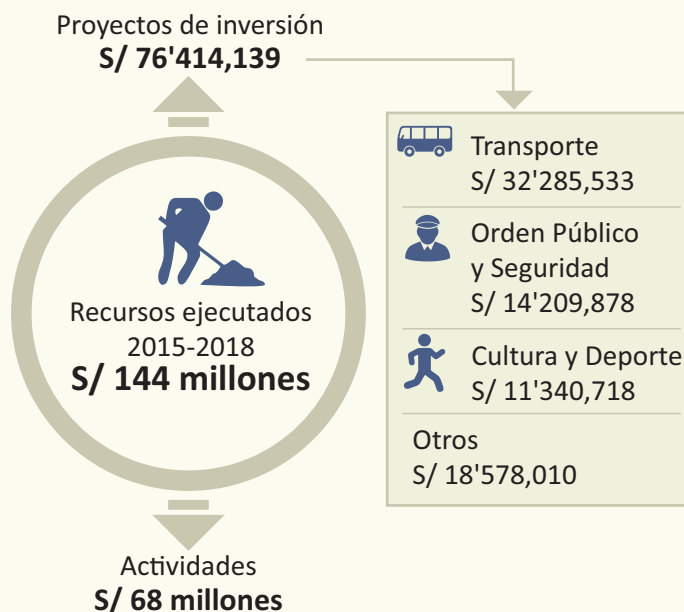 Proyectos de inversión
S/ 76'414,139
Transporte
S/ 32'285,533
Orden Público
y Seguridad
S/ 14'209,878
Cultura y Deporte
S/ 11'340,718
Otros
S/ 18'578,010
Recursos ejecutados
2015-2018
S/ 144 millones
Actividades
S/ 68 millones